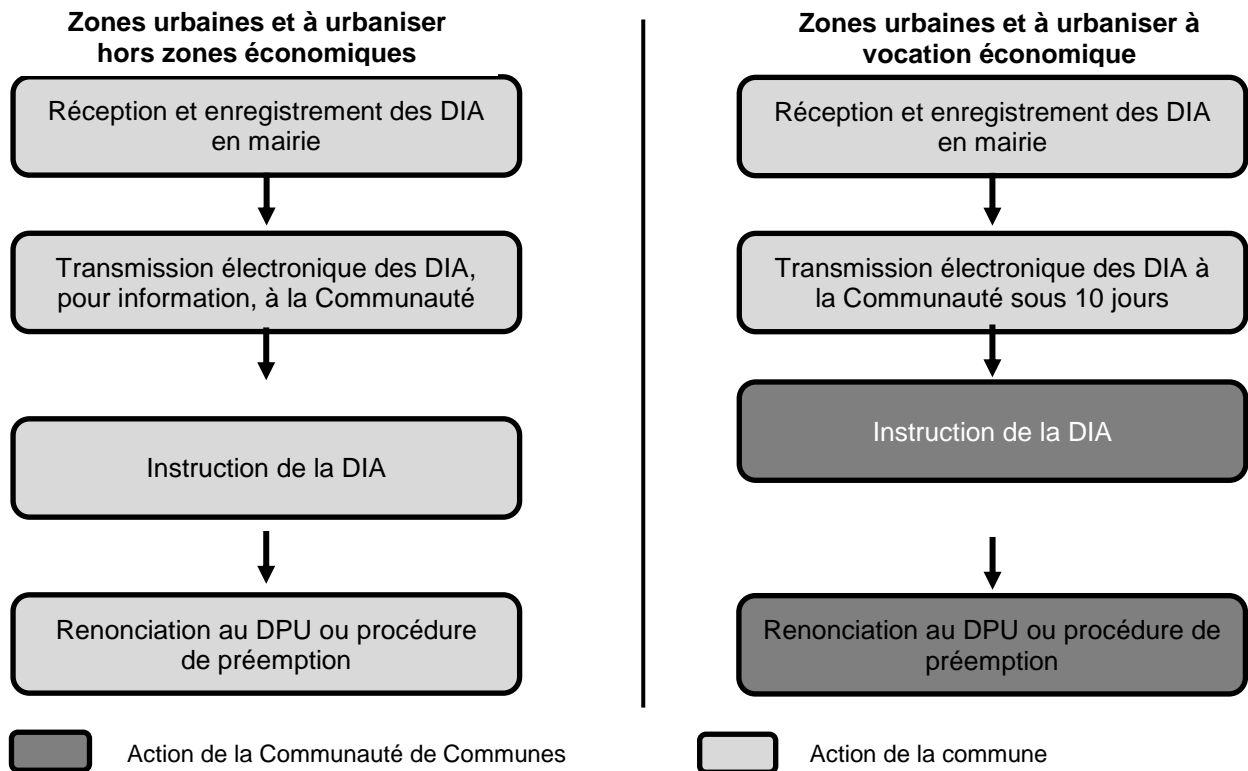 Zones urbaines et à urbaniser
hors zones économiques
Réception et enregistrement des DIA
en mairie
Transmission électronique des DIA,
pour information, à la Communauté
Instruction de la DIA
Renonciation au DPU ou procédure
de préemption
Zones urbaines et à urbaniser à
vocation économique
Réception et enregistrement des DIA
en mairie
Transmission électronique des DIA à
la Communauté sous 10 jours
Instruction de la DIA
Renonciation au DPU ou procédure de
préemption
Action de la Communauté de Communes
Action de la commune